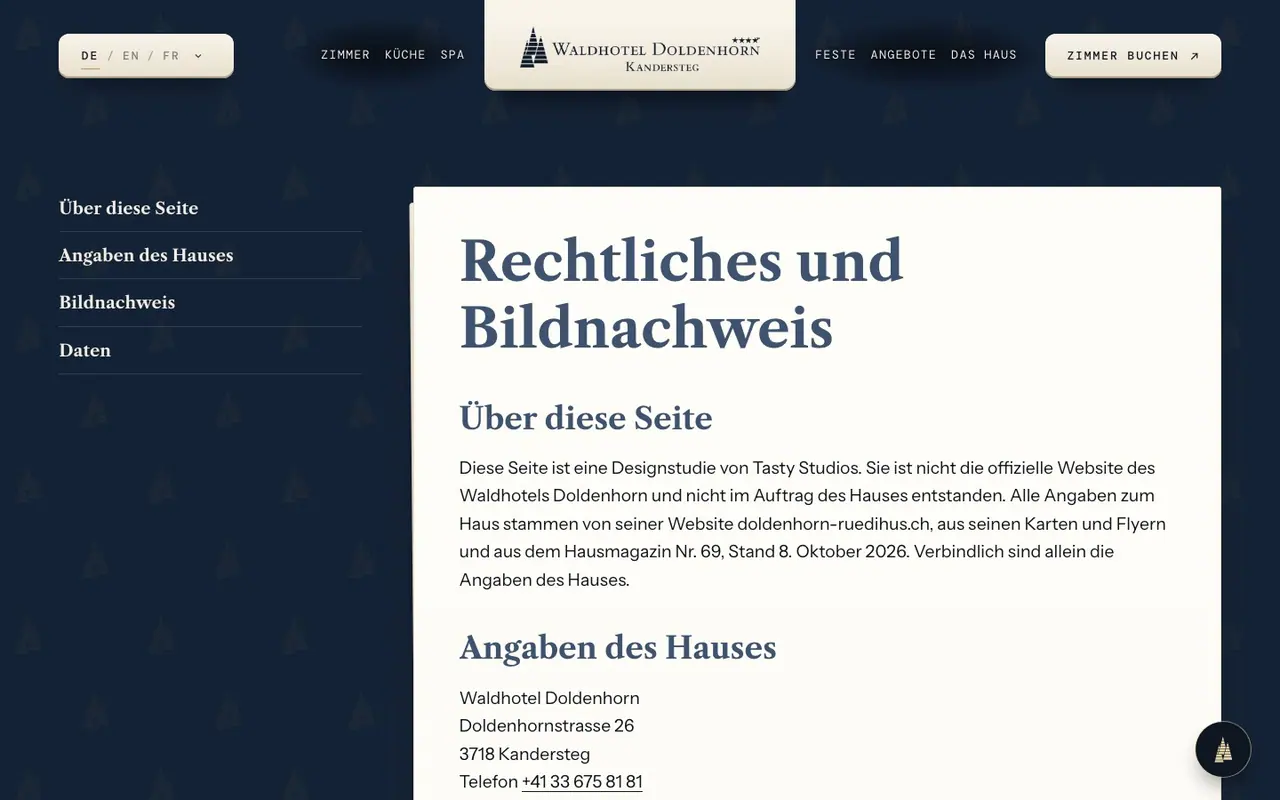 DE / EN / FR
ZIMMER KÜCHE SPA
WALDHOTEL DOLDENHORN
KANDERSTEG
FESTE ANGEBOTE DAS HAUS
ZIMMER BUCHEN ↗
Über diese Seite
Angaben des Hauses
Bildnachweis
Daten
Rechtliches und
Bildnachweis
Über diese Seite
Diese Seite ist eine Designstudie von Tasty Studios. Sie ist nicht die offizielle Website des
Waldhotels Doldenhorn und nicht im Auftrag des Hauses entstanden. Alle Angaben zum
Haus stammen von seiner Website doldenhorn-ruedihus.ch, aus seinen Karten und Flyern
und aus dem Hausmagazin Nr. 69, Stand 8. Oktober 2026. Verbindlich sind allein die
Angaben des Hauses.
Angaben des Hauses
Waldhotel Doldenhorn
Doldenhornstrasse 26
3718 Kandersteg
Telefon +41 33 675 81 81